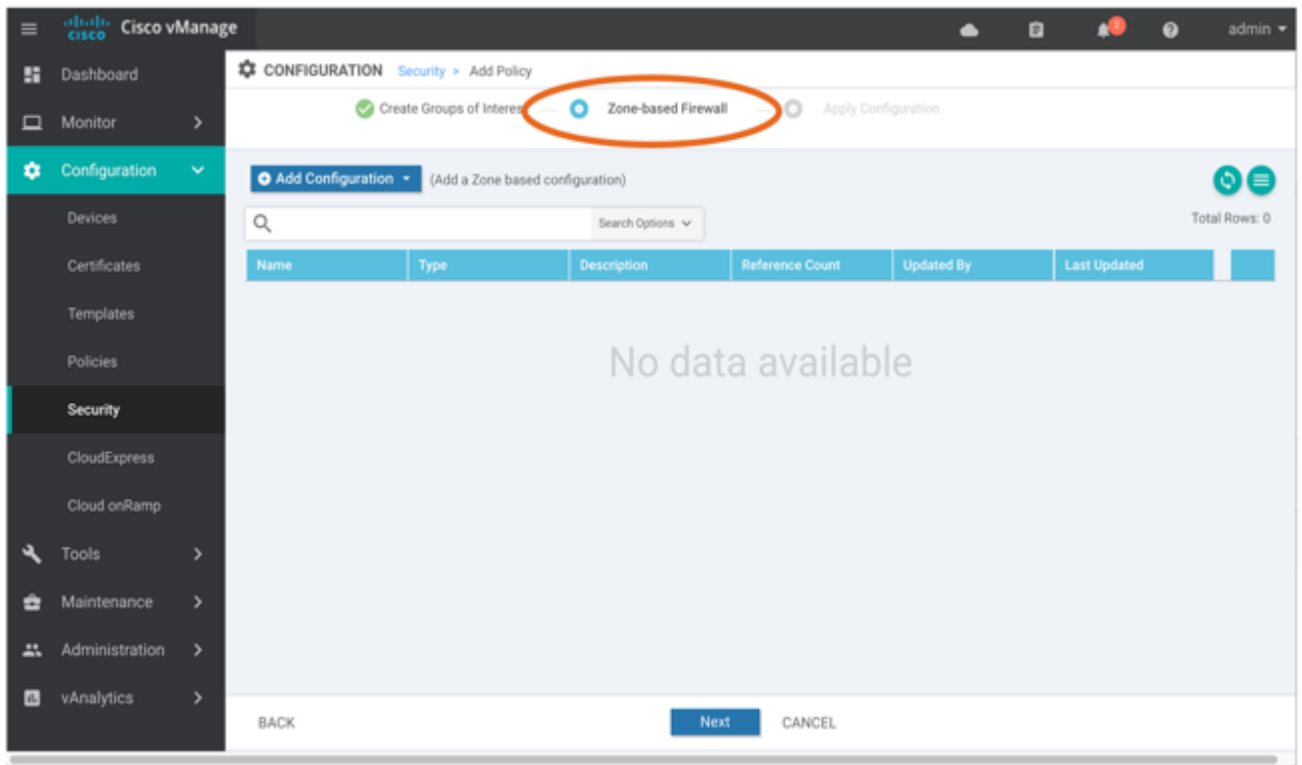 cisco Cisco vManage admin
Dashboard
CONFIGURATION Security > Add Policy
Create Groups of Interes Zone-based Firewall Apply Configuration
Monitor
Configuration
Add Configuration (Add a Zone based configuration)
Devices
Search Options Total Rows: 0
Certificates
Name Type Description Reference Count Updated By Last Updated
Templates
Policies
No data available
Security
CloudExpress
Cloud onRamp
Tools
Maintenance
Administration
vAnalytics
BACK Next CANCEL